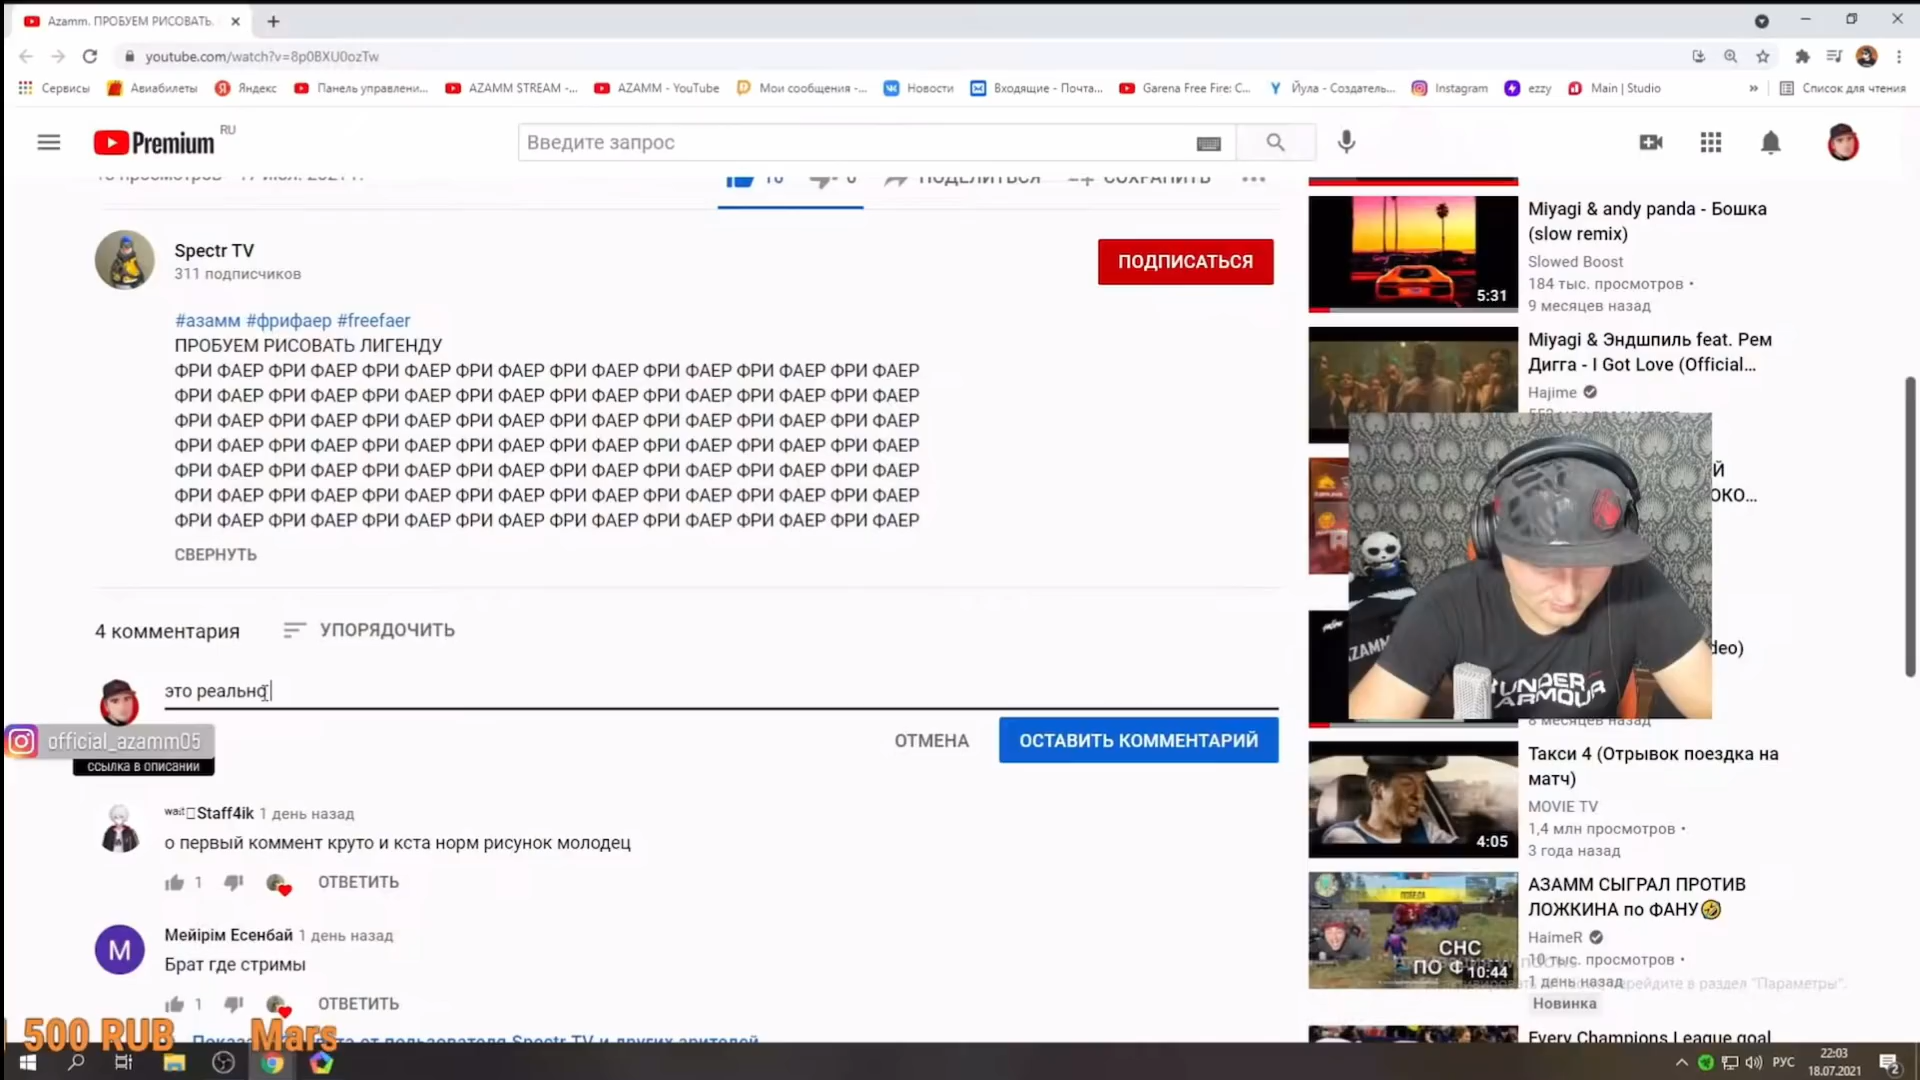 Azamm. ПРОБУЕМ РИСОВАТЬ.
youtube.com/watch?v=8p0BXU0ozTw
Сервисы Авиабилеты Яндекс Панель управлени... AZAMM STREAM -... AZAMM - YouTube Мои сообщения -... Новости Входящие - Почта... Garena Free Fire: С... Йула - Создатель... Instagram ezzy Main | Studio » Список для чтения
Premium RU
Введите запрос
ПОДЕЛИТЬСЯ СОХРАНИТЬ
Spectr TV
311 подписчиков
ПОДПИСАТЬСЯ
#азамм #фрифаер #freefaer
ПРОБУЕМ РИСОВАТЬ ЛИГЕНДУ
ФРИ ФАЕР ФРИ ФАЕР ФРИ ФАЕР ФРИ ФАЕР ФРИ ФАЕР ФРИ ФАЕР ФРИ ФАЕР ФРИ ФАЕР
ФРИ ФАЕР ФРИ ФАЕР ФРИ ФАЕР ФРИ ФАЕР ФРИ ФАЕР ФРИ ФАЕР ФРИ ФАЕР ФРИ ФАЕР
ФРИ ФАЕР ФРИ ФАЕР ФРИ ФАЕР ФРИ ФАЕР ФРИ ФАЕР ФРИ ФАЕР ФРИ ФАЕР ФРИ ФАЕР
ФРИ ФАЕР ФРИ ФАЕР ФРИ ФАЕР ФРИ ФАЕР ФРИ ФАЕР ФРИ ФАЕР ФРИ ФАЕР ФРИ ФАЕР
ФРИ ФАЕР ФРИ ФАЕР ФРИ ФАЕР ФРИ ФАЕР ФРИ ФАЕР ФРИ ФАЕР ФРИ ФАЕР ФРИ ФАЕР
ФРИ ФАЕР ФРИ ФАЕР ФРИ ФАЕР ФРИ ФАЕР ФРИ ФАЕР ФРИ ФАЕР ФРИ ФАЕР ФРИ ФАЕР
ФРИ ФАЕР ФРИ ФАЕР ФРИ ФАЕР ФРИ ФАЕР ФРИ ФАЕР ФРИ ФАЕР ФРИ ФАЕР ФРИ ФАЕР
СВЕРНУТЬ
4 комментария УПОРЯДОЧИТЬ
это реально
official_azamm05
ссылка в описании
ОТМЕНА ОСТАВИТЬ КОММЕНТАРИЙ
Staff4ik 1 день назад
о первый коммент круто и кста норм рисунок молодец
1 ОТВЕТИТЬ
М
Мейірім Есенбай 1 день назад
Брат где стримы
1 ОТВЕТИТЬ
500 RUB Mars
Miyagi & andy panda - Бошка
(slow remix)
Slowed Boost
184 тыс. просмотров •
9 месяцев назад
5:31
Miyagi & Эндшпиль feat. Рем
Дигга - I Got Love (Official...
Hajime
UNDER
ARMOUR
8 месяцев назад
Такси 4 (Отрывок поездка на
матч)
MOVIE TV
1,4 млн просмотров •
3 года назад
4:05
АЗАММ СЫГРАЛ ПРОТИВ
ЛОЖКИНА по ФАНУ
HaimeR
10 тыс. просмотров •
1 день назад
Новинка
СНС
ПО Ф
10:44
Every Champions League goal
РУС
22:03
18.07.2021
2